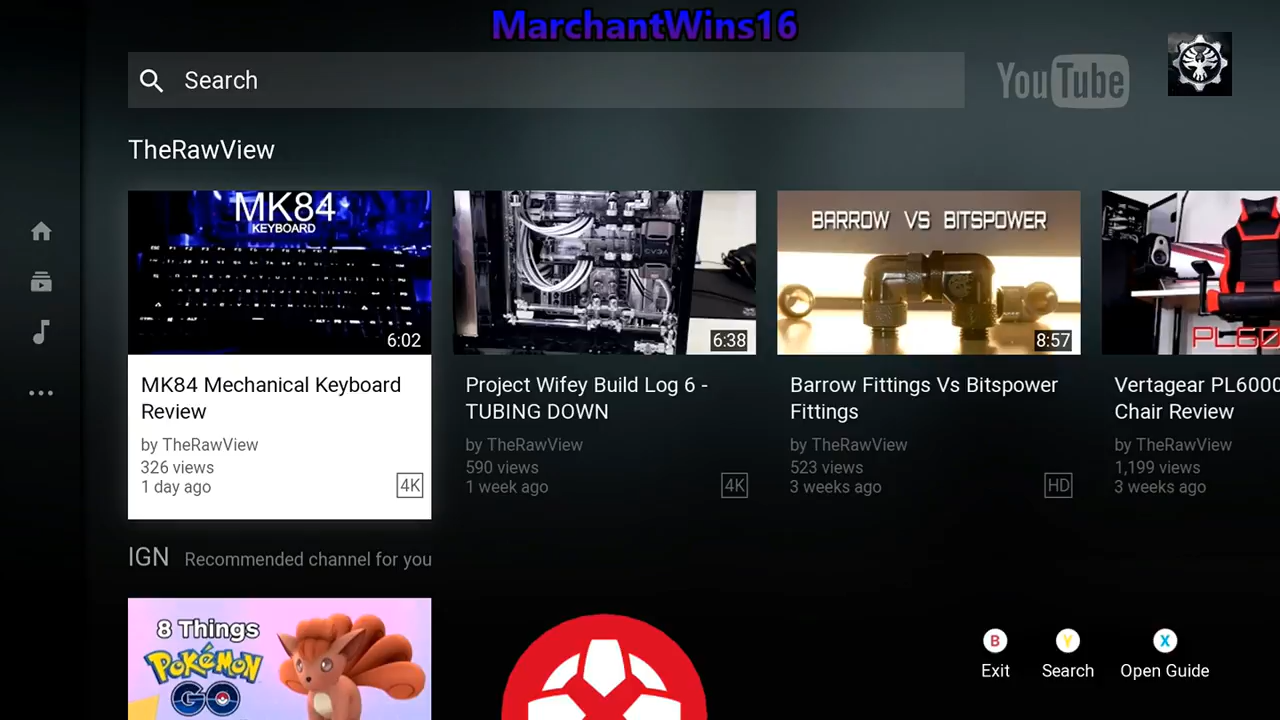 MarchantWins16
Search
YouTube
TheRawView
MK84
KEYBOARD
6:02
MK84 Mechanical Keyboard
Review
by TheRawView
326 views
1 day ago
4K
EVGA
6:38
Project Wifey Build Log 6 -
TUBING DOWN
by TheRawView
590 views
1 week ago
4K
BARROW VS BITSPOWER
8:57
Barrow Fittings Vs Bitspower
Fittings
by TheRawView
523 views
3 weeks ago
HD
PL60
Vertagear PL6000
Chair Review
by TheRawView
1,199 views
3 weeks ago
IGN Recommended channel for you
8 Things
POKÉMON
GO
B
Exit
Y
Search
X
Open Guide